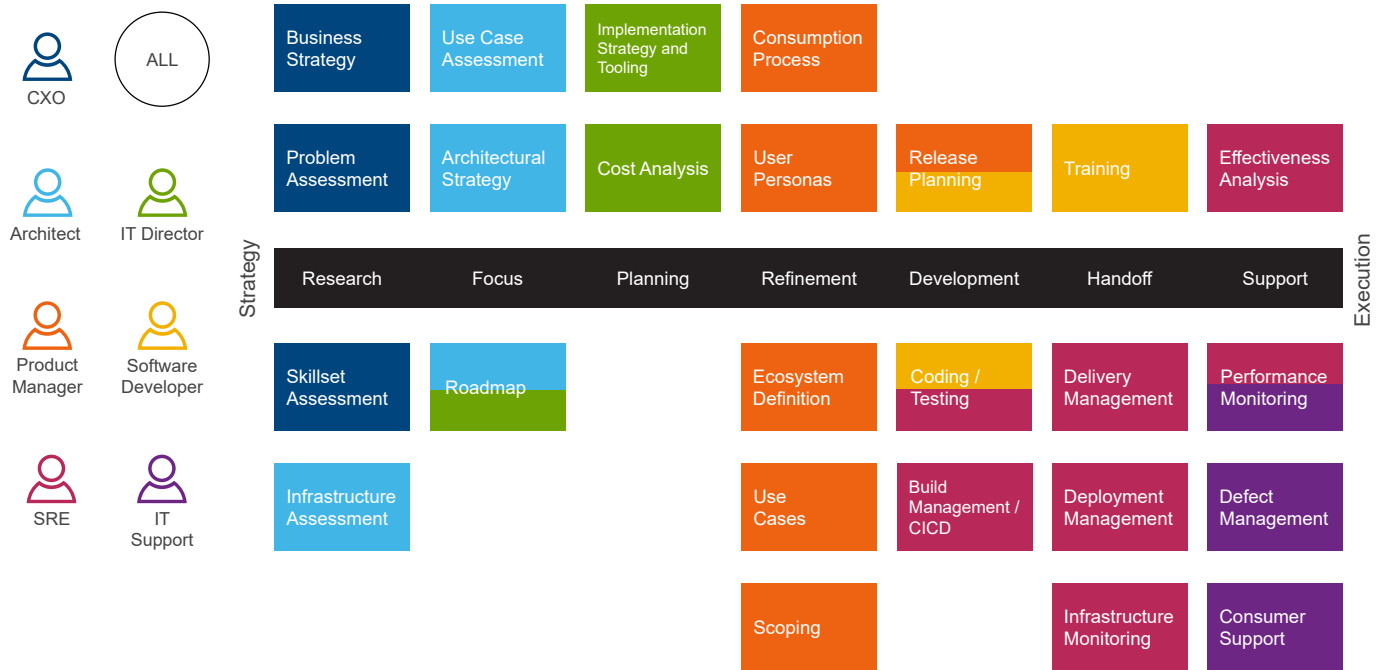 CXO
ALL
Architect
IT Director
Product
Manager
Software
Developer
SRE
IT
Support
Strategy
Business
Strategy
Use Case
Assessment
Implementation
Strategy and
Tooling
Consumption
Process
Problem
Assessment
Architectural
Strategy
Cost Analysis
User
Personas
Release
Planning
Training
Effectiveness
Analysis
Research
Focus
Planning
Refinement
Development
Handoff
Support
Execution
Skillset
Assessment
Roadmap
Ecosystem
Definition
Coding /
Testing
Delivery
Management
Performance
Monitoring
Infrastructure
Assessment
Use
Cases
Build
Management /
CICD
Deployment
Management
Defect
Management
Scoping
Infrastructure
Monitoring
Consumer
Support